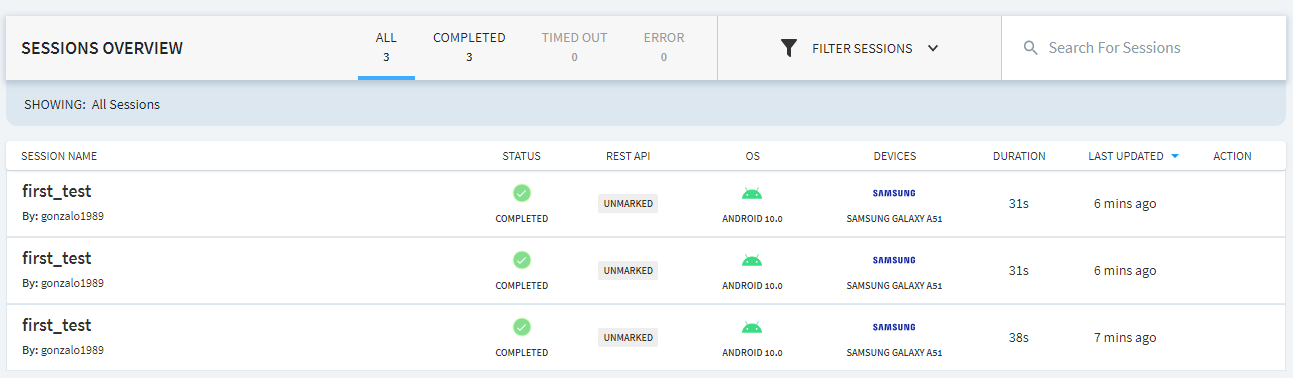 SESSIONS OVERVIEW
ALL
3
COMPLETED
3
TIMED OUT
0
ERROR
0
FILTER SESSIONS
Search For Sessions
SHOWING: All Sessions
SESSION NAME STATUS REST API OS DEVICES DURATION LAST UPDATED ACTION
first_test
By: gonzalo1989
COMPLETED
UNMARKED
ANDROID 10.0
SAMSUNG
SAMSUNG GALAXY A51
31s
6 mins ago
first_test
By: gonzalo1989
COMPLETED
UNMARKED
ANDROID 10.0
SAMSUNG
SAMSUNG GALAXY A51
31s
6 mins ago
first_test
By: gonzalo1989
COMPLETED
UNMARKED
ANDROID 10.0
SAMSUNG
SAMSUNG GALAXY A51
38s
7 mins ago